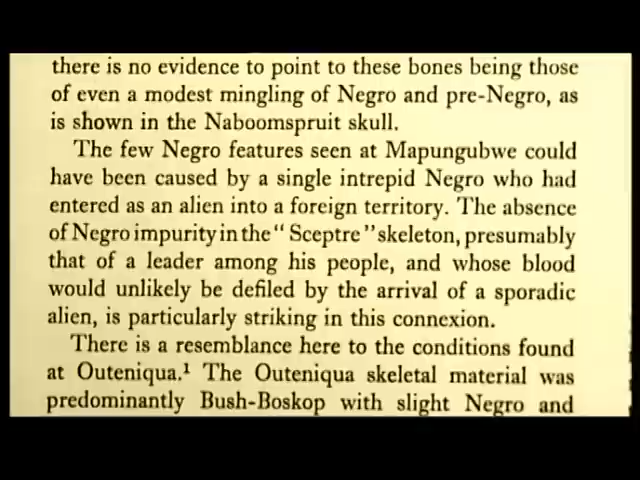 there is no evidence to point to these bones being those
of even a modest mingling of Negro and pre-Negro, as
is shown in the Naboomspruit skull.
The few Negro features seen at Mapungubwe could
have been caused by a single intrepid Negro who had
entered as an alien into a foreign territory. The absence
of Negro impurity in the “ Sceptre ” skeleton, presumably
that of a leader among his people, and whose blood
would unlikely be defiled by the arrival of a sporadic
alien, is particularly striking in this connexion.
There is a resemblance here to the conditions found
at Outeniqua.¹ The Outeniqua skeletal material was
predominantly Bush-Boskop with slight Negro and